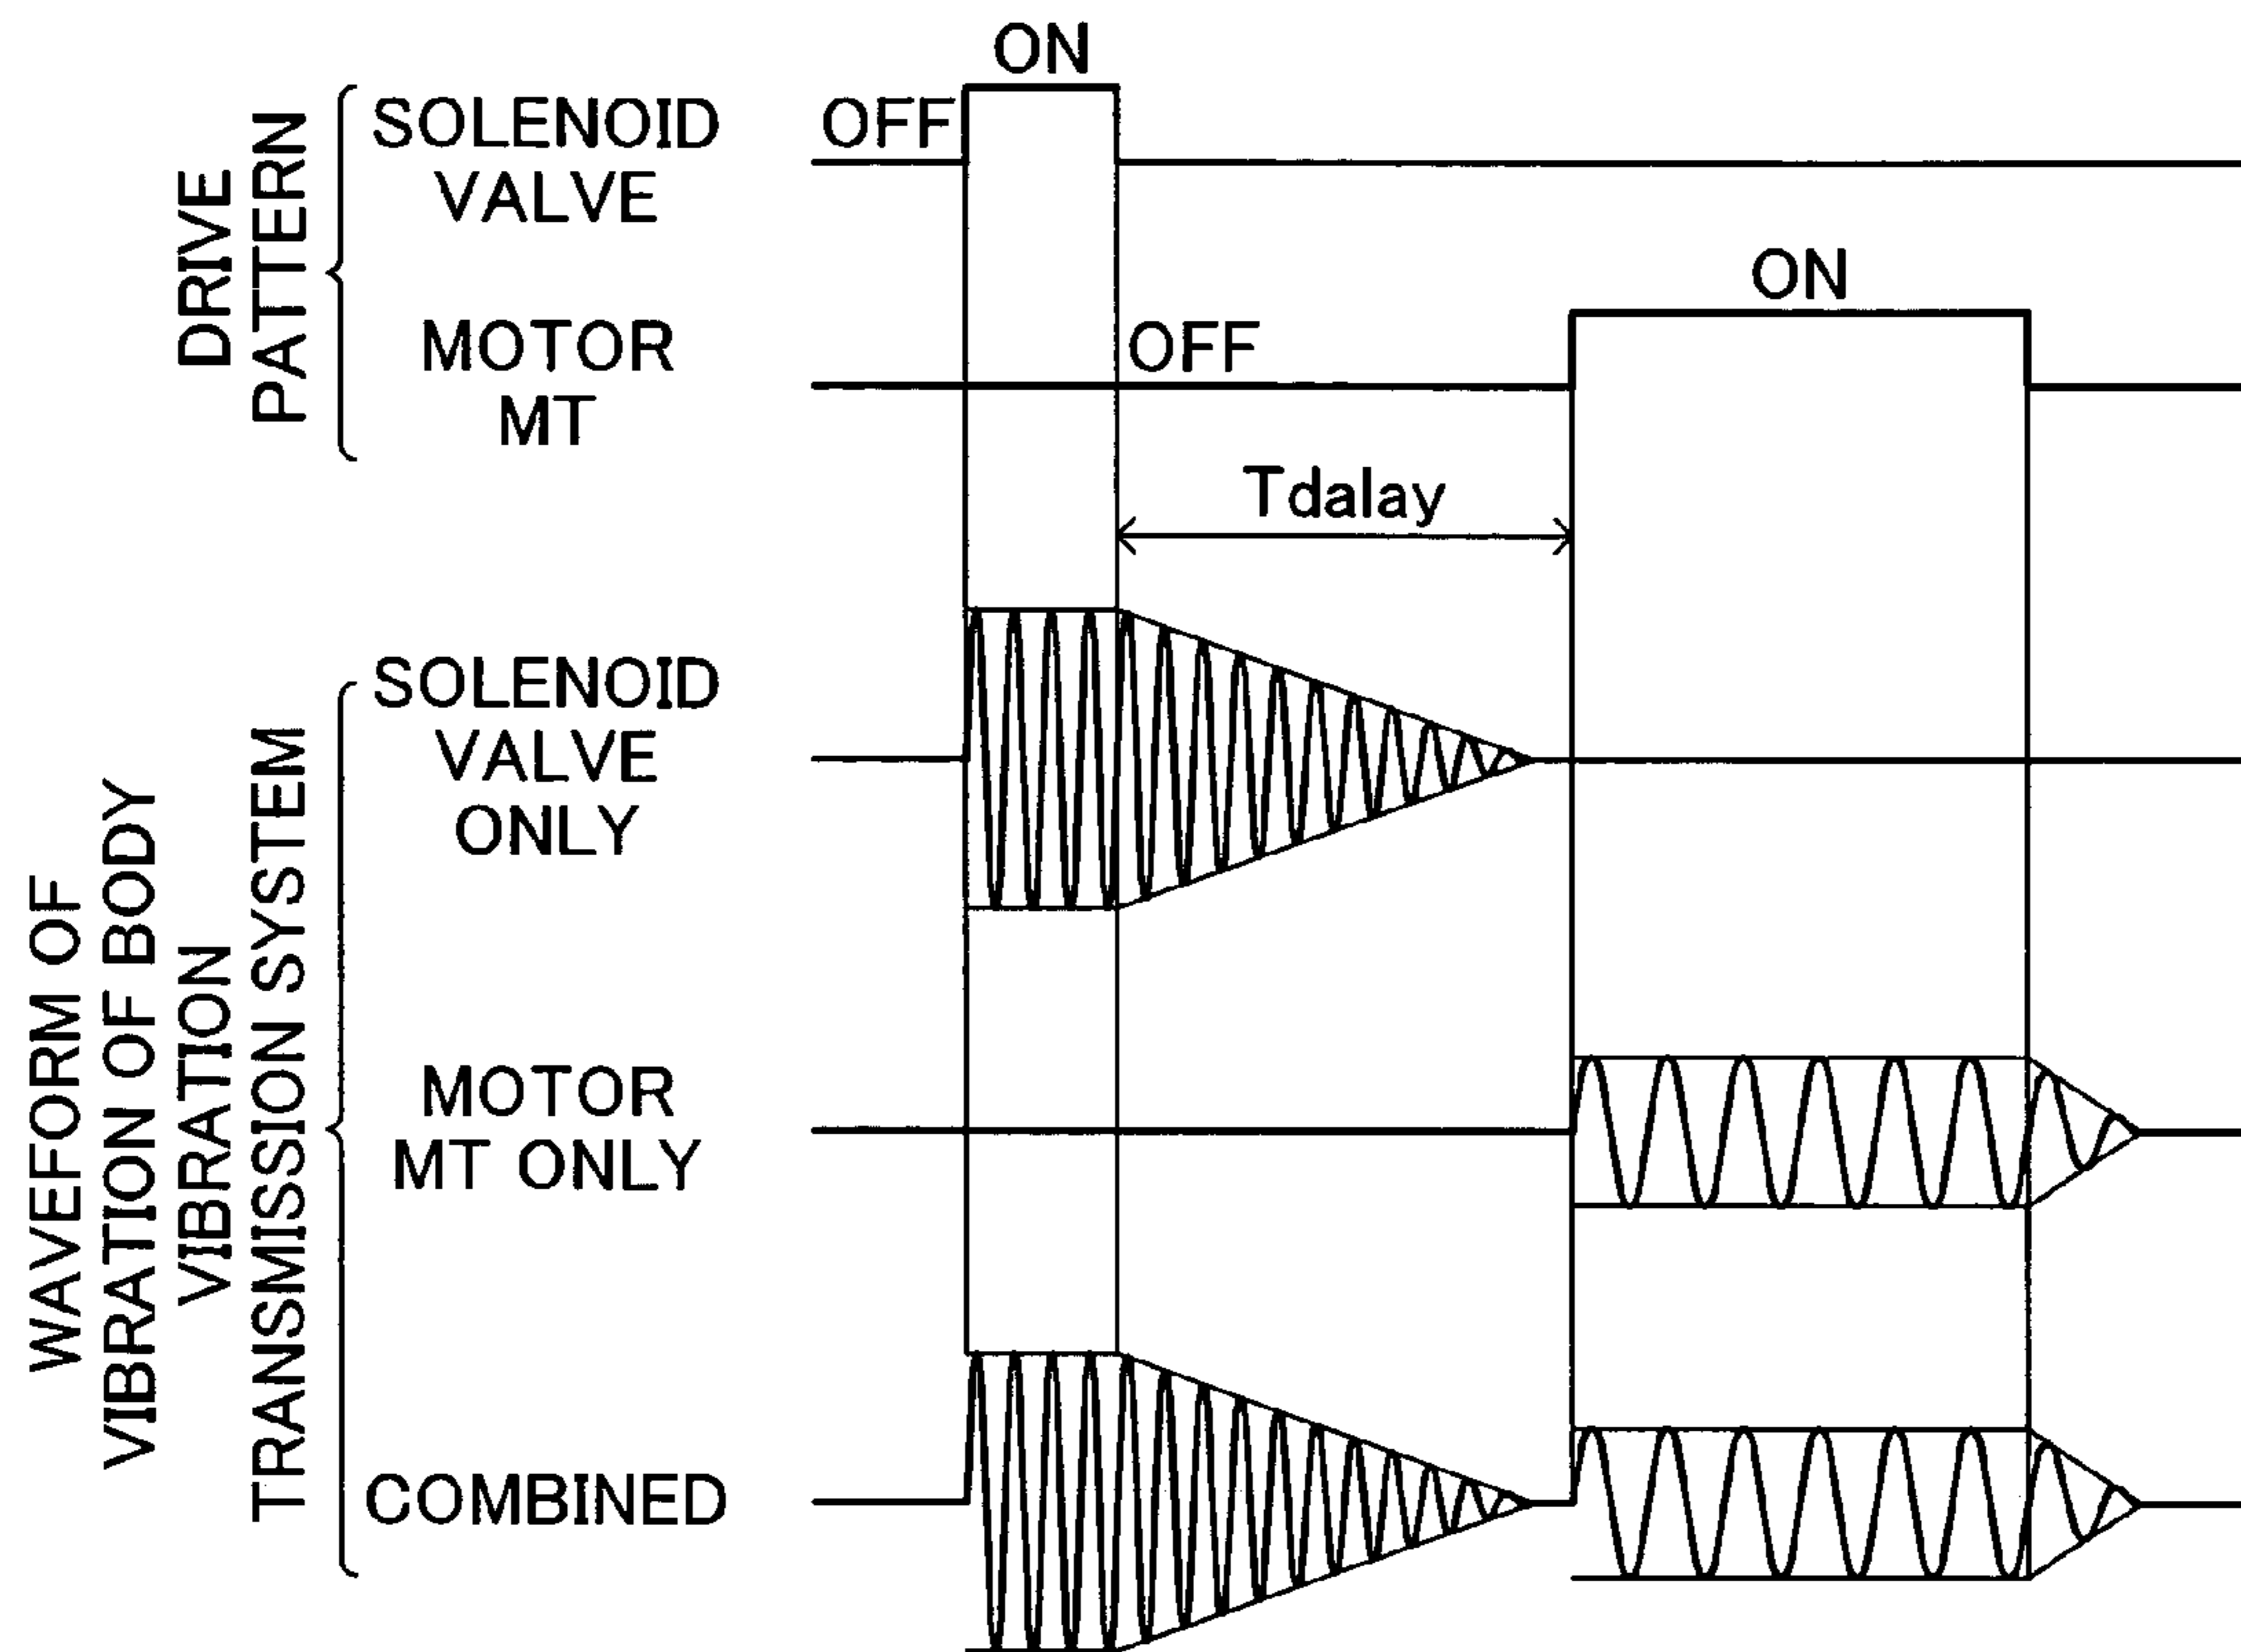 DRIVE
PATTERN
SOLENOID
VALVE
OFF
ON
MOTOR
MT
OFF
ON
Tdalay
WAVEFORM OF
VIBRATION OF BODY
VIBRATION
TRANSMISSION SYSTEM
SOLENOID
VALVE
ONLY
MOTOR
MT ONLY
COMBINED